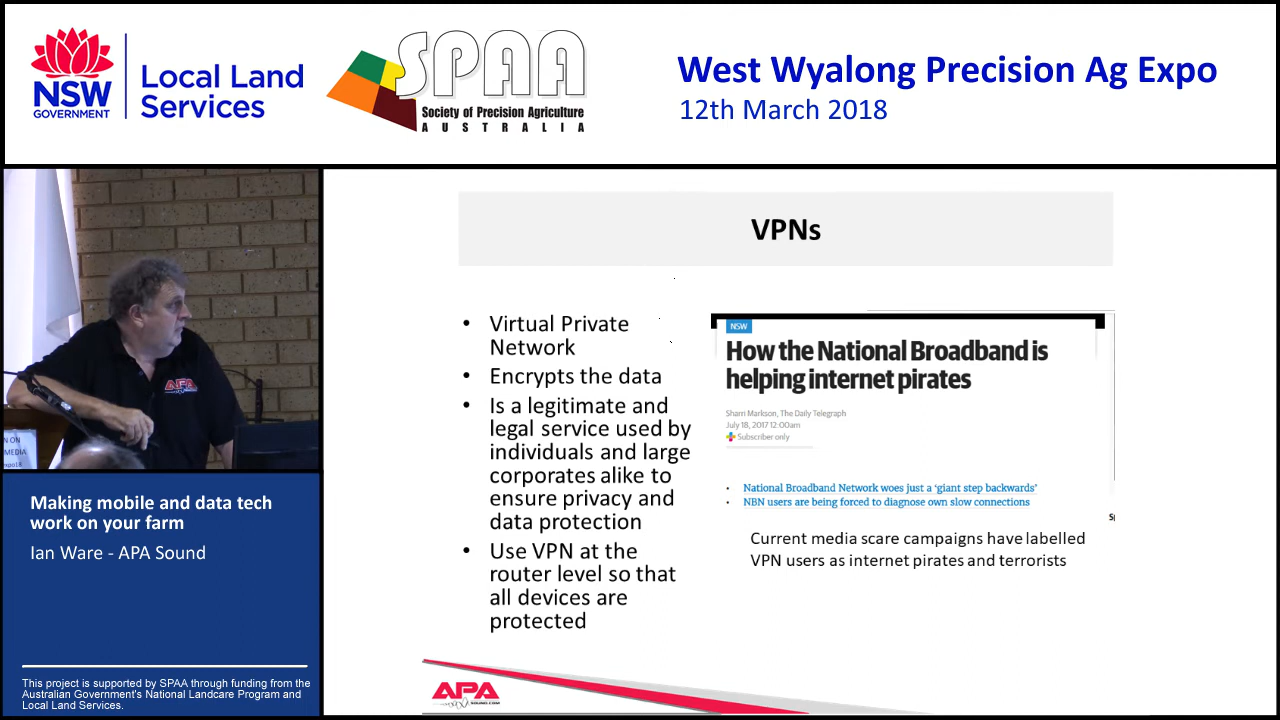 NSW
GOVERNMENT
Local Land
Services
SPAA
Society of Precision Agriculture
AUSTRALIA
West Wyalong Precision Ag Expo
12th March 2018
APA
N ON
MEDIA
expo18
Making mobile and data tech
work on your farm
Ian Ware - APA Sound
This project is supported by SPAA through funding from the
Australian Government's National Landcare Program and
Local Land Services.
VPNs
• Virtual Private
Network
• Encrypts the data
• Is a legitimate and
legal service used by
individuals and large
corporates alike to
ensure privacy and
data protection
• Use VPN at the
router level so that
all devices are
protected
NSW
How the National Broadband is
helping internet pirates
Sharri Markson, The Daily Telegraph
July 18, 2017 12:00am
Subscriber only
• National Broadband Network woes just a ‘giant step backwards’
• NBN users are being forced to diagnose own slow connections
Current media scare campaigns have labelled
VPN users as internet pirates and terrorists
APA
SOUND.COM